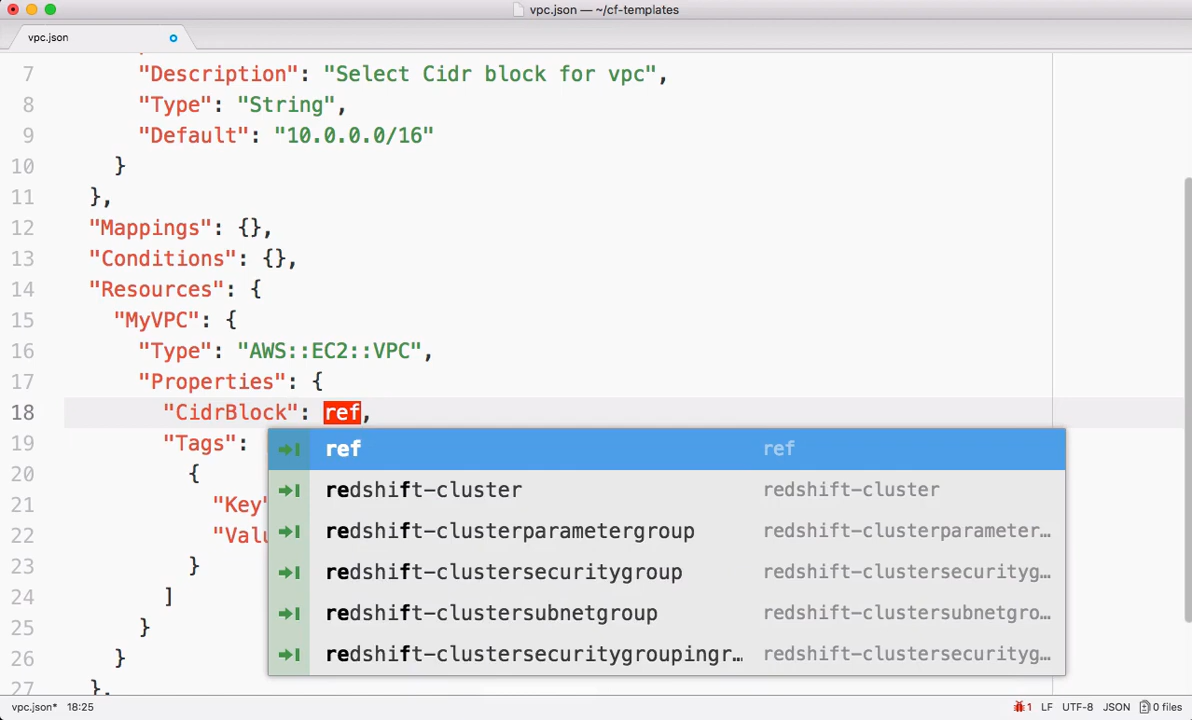 vpc.json — ~/cf-templates
vpc.json
7 "Description": "Select Cidr block for vpc",
8 "Type": "String",
9 "Default": "10.0.0.0/16"
10 }
11 },
12 "Mappings": {},
13 "Conditions": {},
14 "Resources": {
15 "MyVPC": {
16 "Type": "AWS::EC2::VPC",
17 "Properties": {
18 "CidrBlock": ref,
19 "Tags":
ref ref
redshift-cluster redshift-cluster
redshift-clusterparametergroup redshift-clusterparameter…
redshift-clustersecuritygroup redshift-clustersecurityg…
redshift-clustersubnetgroup redshift-clustersubnetgro…
redshift-clustersecuritygroupingr… redshift-clustersecurityg…
20 {
21 "Key"
22 "Valu
23 }
24 ]
25 }
26 }
27 },
vpc.json* 18:25 1 LF UTF-8 JSON 0 files